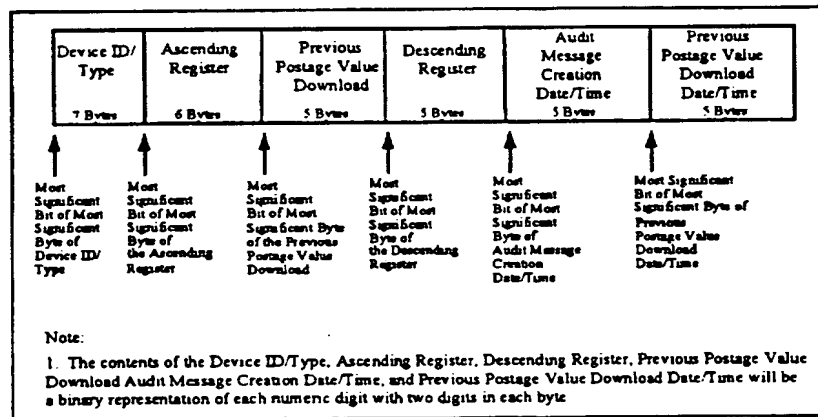 Device ID/
Type
7 Bytes
Ascending
Register
6 Bytes
Previous
Postage Value
Download
5 Bytes
Descending
Register
5 Bytes
Audit
Message
Creation
Date/Time
5 Bytes
Previous
Postage Value
Download
Date/Time
5 Bytes
Most
Significant
Bit of Most
Significant
Byte of
Device ID/
Type
Most
Significant
Bit of Most
Significant
Byte of
the Ascending
Register
Most
Significant
Bit of Most
Significant Byte
of the Previous
Postage Value
Download
Most
Significant
Bit of Most
Significant
Byte of
the Descending
Register
Most
Significant
Bit of Most
Significant
Byte of
Audit Message
Creation
Date/Time
Most Significant
Bit of Most
Significant Byte of
Previous
Postage Value
Download
Date/Time
Note:
1. The contents of the Device ID/Type, Ascending Register, Descending Register, Previous Postage Value
Download Audit Message Creation Date/Time, and Previous Postage Value Download Date/Time will be
a binary representation of each numeric digit with two digits in each byte